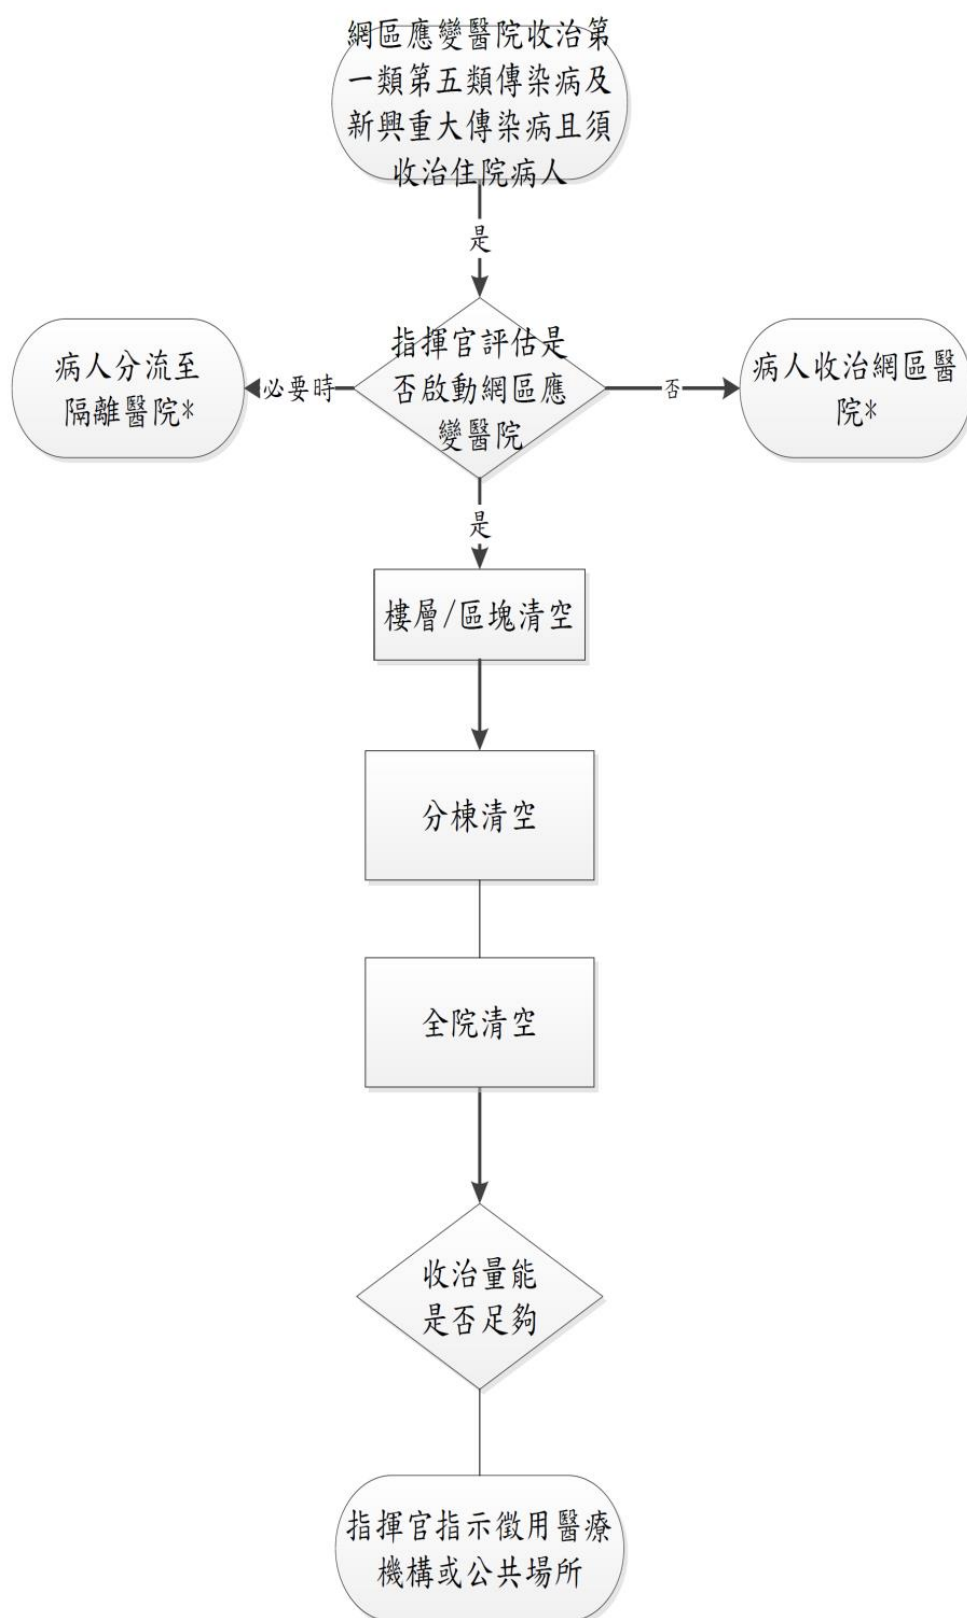 網區應變醫院收治第
一類第五類傳染病及
新興重大傳染病且須
收治住院病人
是
指揮官評估是
否啟動網區應
變醫院
病人分流至
隔離醫院*
必要時
否
病人收治網區醫
院*
是
樓層/區塊清空
分棟清空
全院清空
收治量能
是否足夠
指揮官指示徵用醫療
機構或公共場所